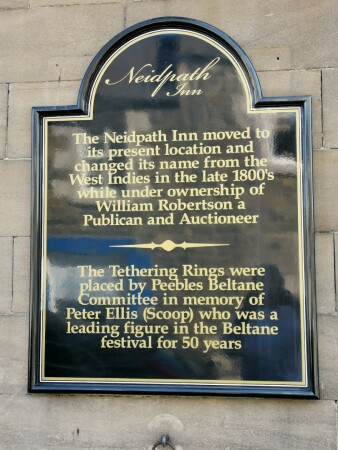 Neidpath
Inn
The Neidpath Inn moved to
its present location and
changed its name from the
West Indies in the late 1800's
while under ownership of
William Robertson a
Publican and Auctioneer
The Tethering Rings were
placed by Peebles Beltane
Committee in memory of
Peter Ellis (Scoop) who was a
leading figure in the Beltane
festival for 50 years